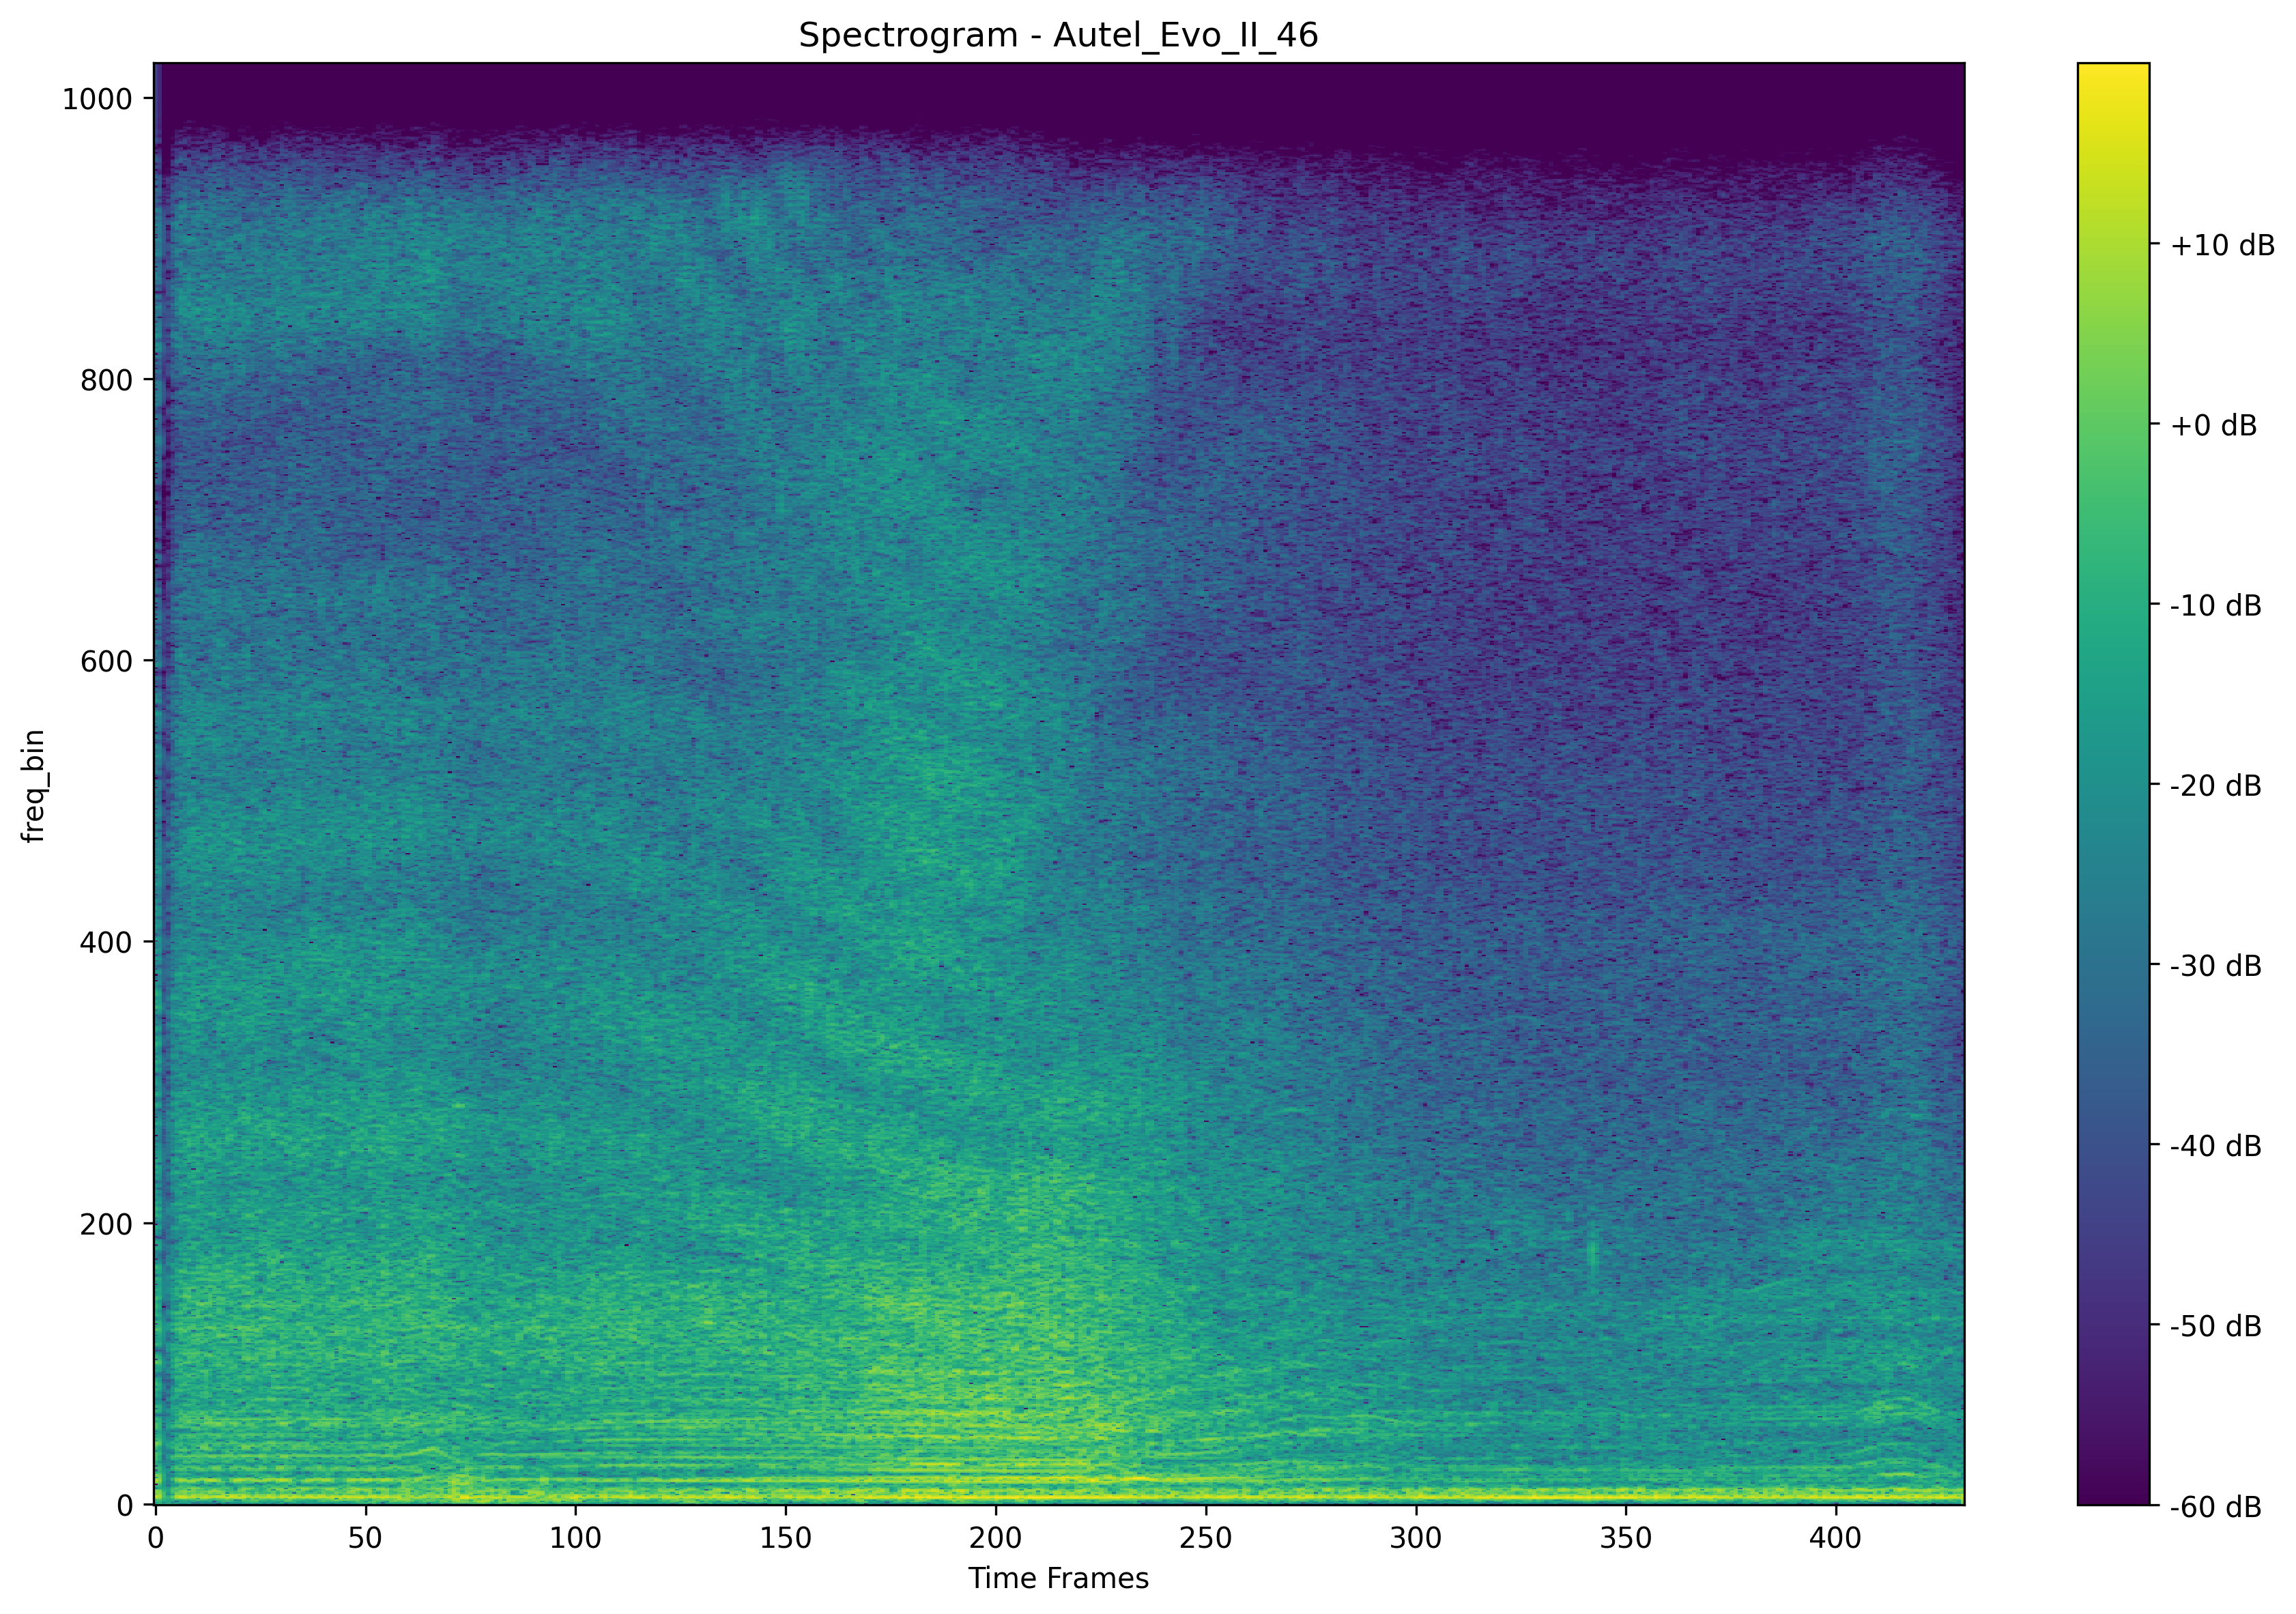 Spectrogram - Autel_Evo_II_46
1000
800
600
400
200
0
freq_bin
0 50 100 150 200 250 300 350 400
Time Frames
+10 dB
+0 dB
-10 dB
-20 dB
-30 dB
-40 dB
-50 dB
-60 dB